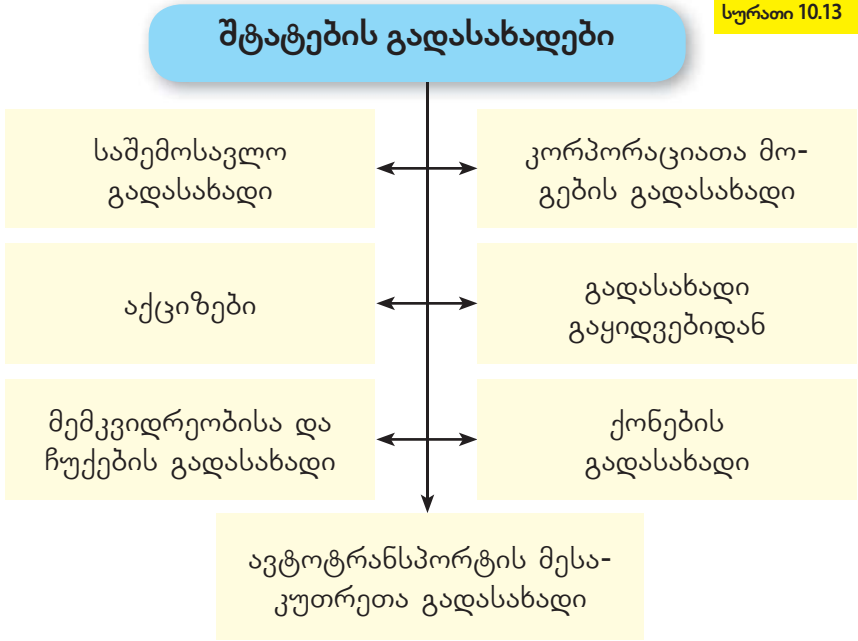 სურათი 10.13
შტატების გადასახადები
საშემოსავლო
გადასახადი
კორპორაციათა მო-
გების გადასახადი
აქციზები
გადასახადი
გაყიდვებიდან
მემკვიდრეობისა და
ჩუქების გადასახადი
ქონების
გადასახადი
ავტოტრანსპორტის მესა-
კუთრეთა გადასახადი